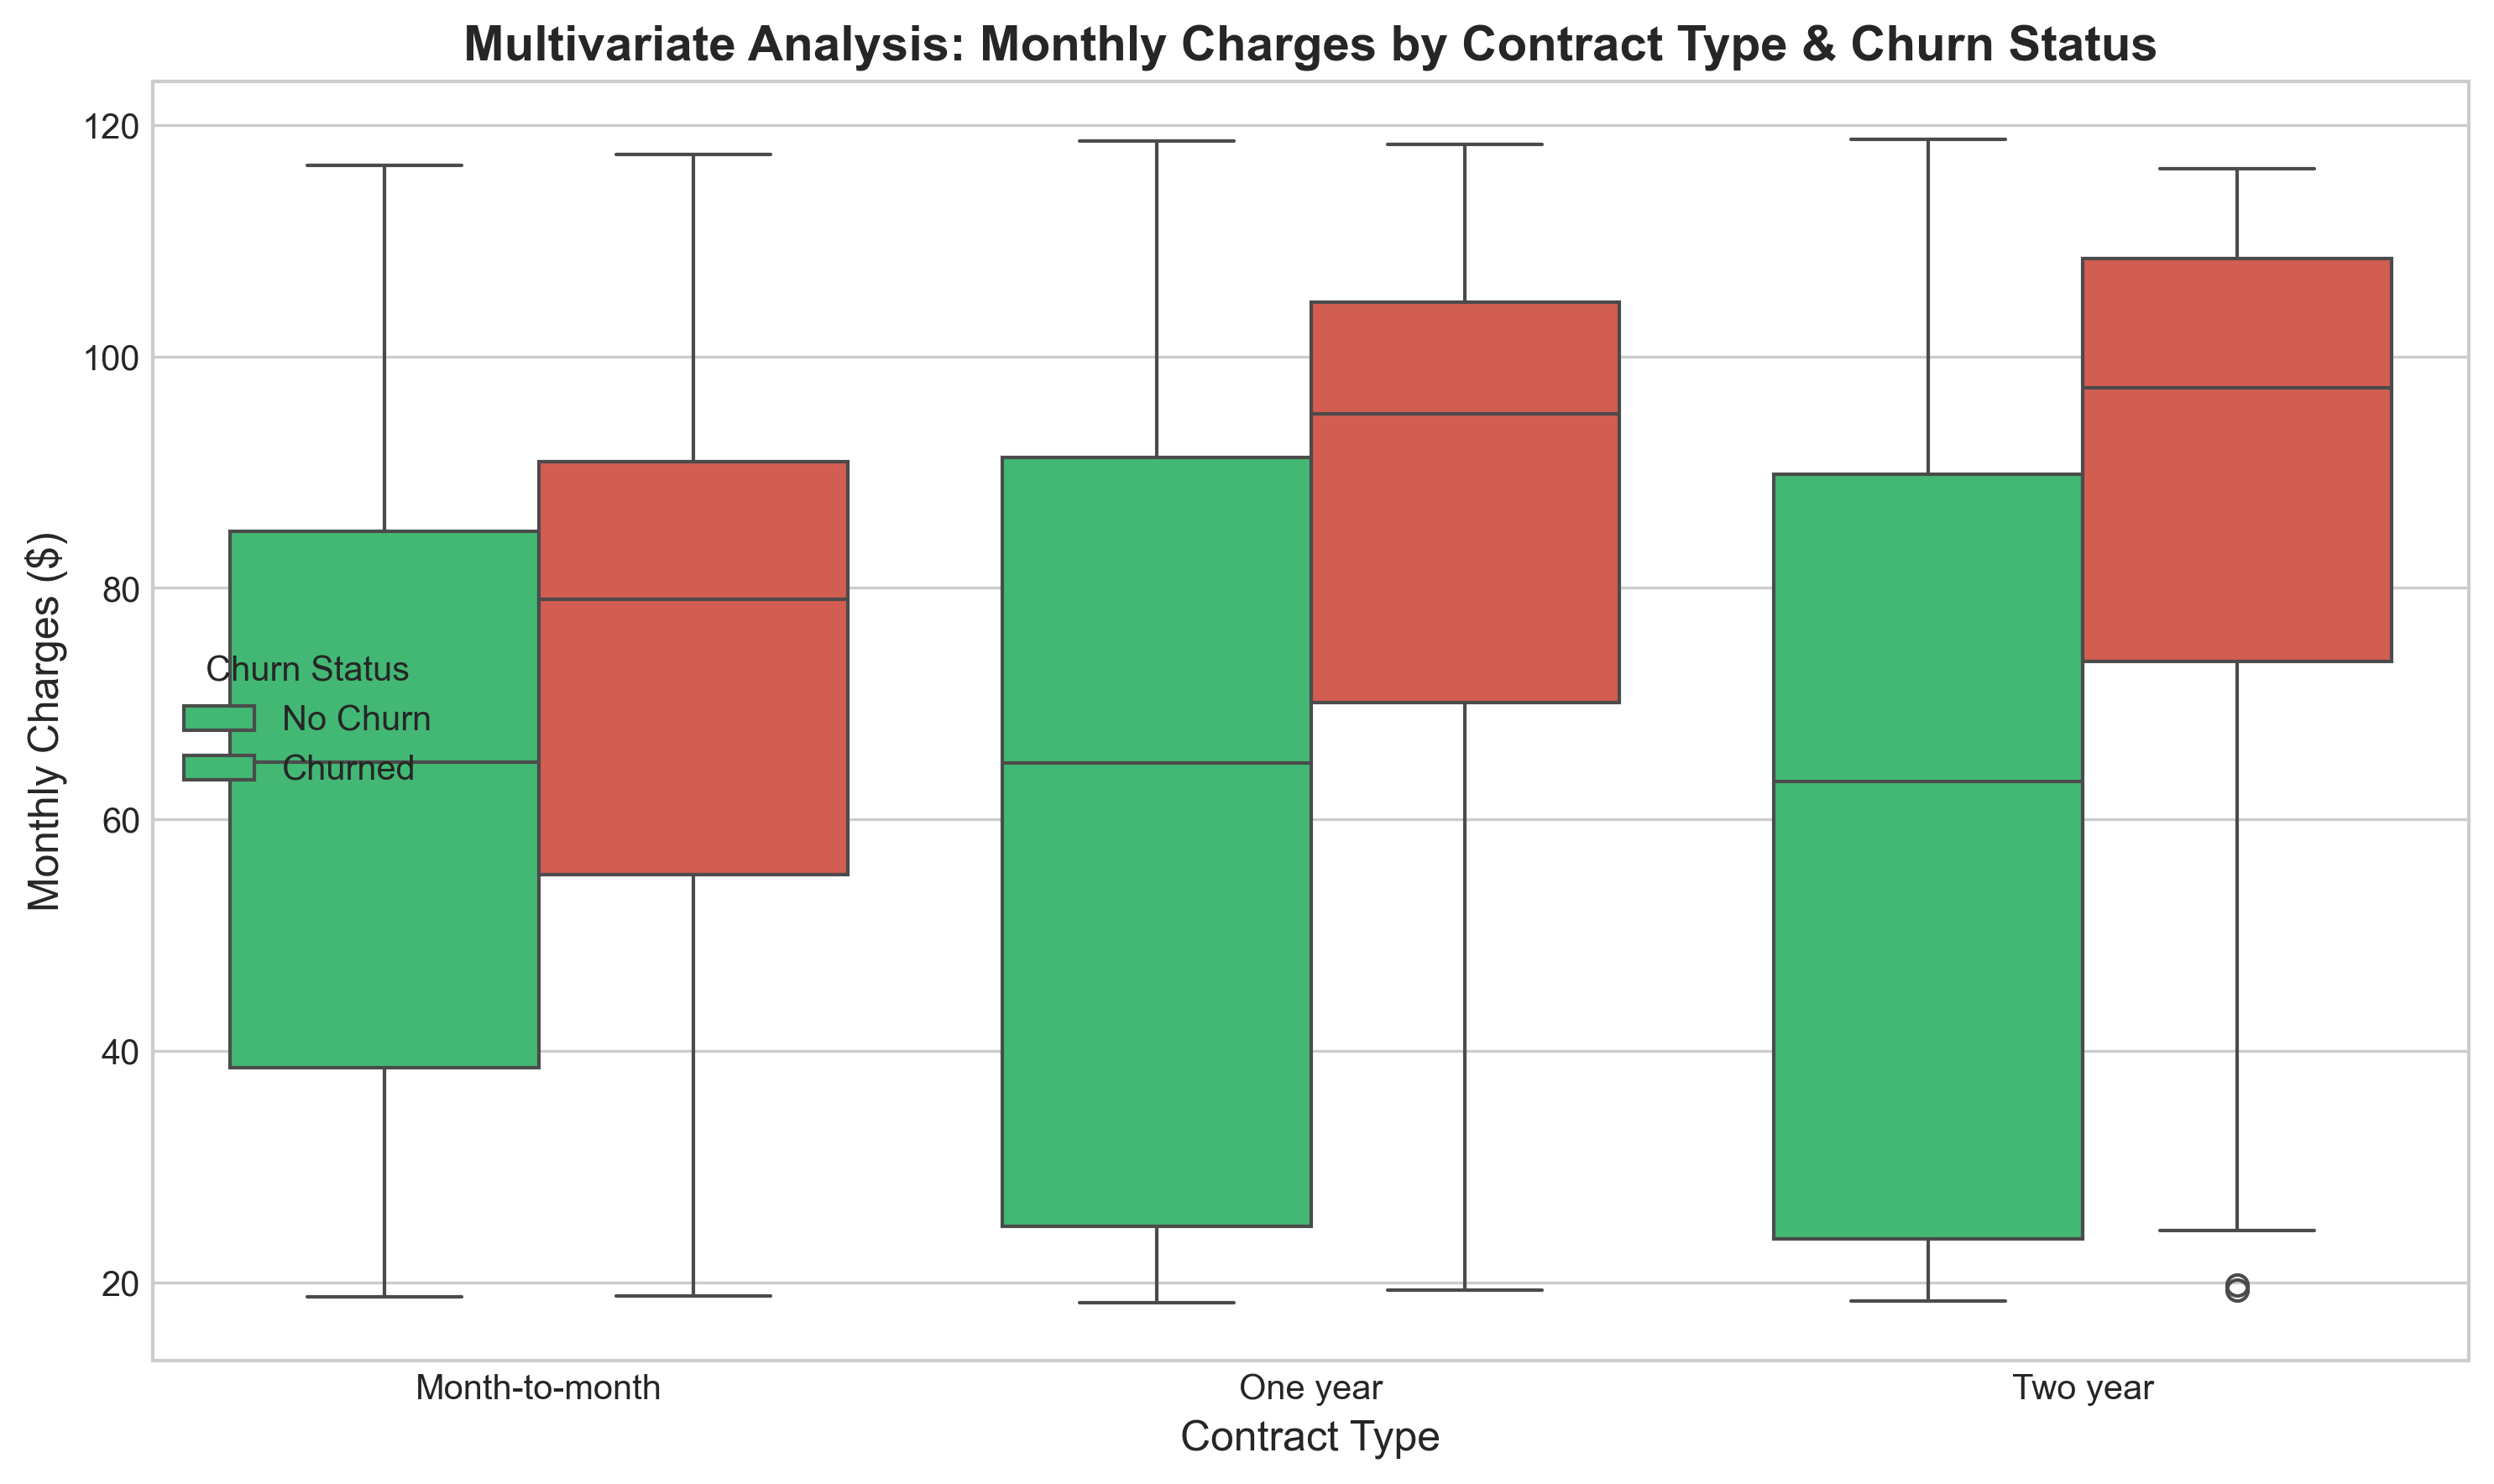 Multivariate Analysis: Monthly Charges by Contract Type & Churn Status
Monthly Charges ($)
120
100
80
60
40
20
Churn Status
No Churn
Churned
Month-to-month
One year
Two year
Contract Type